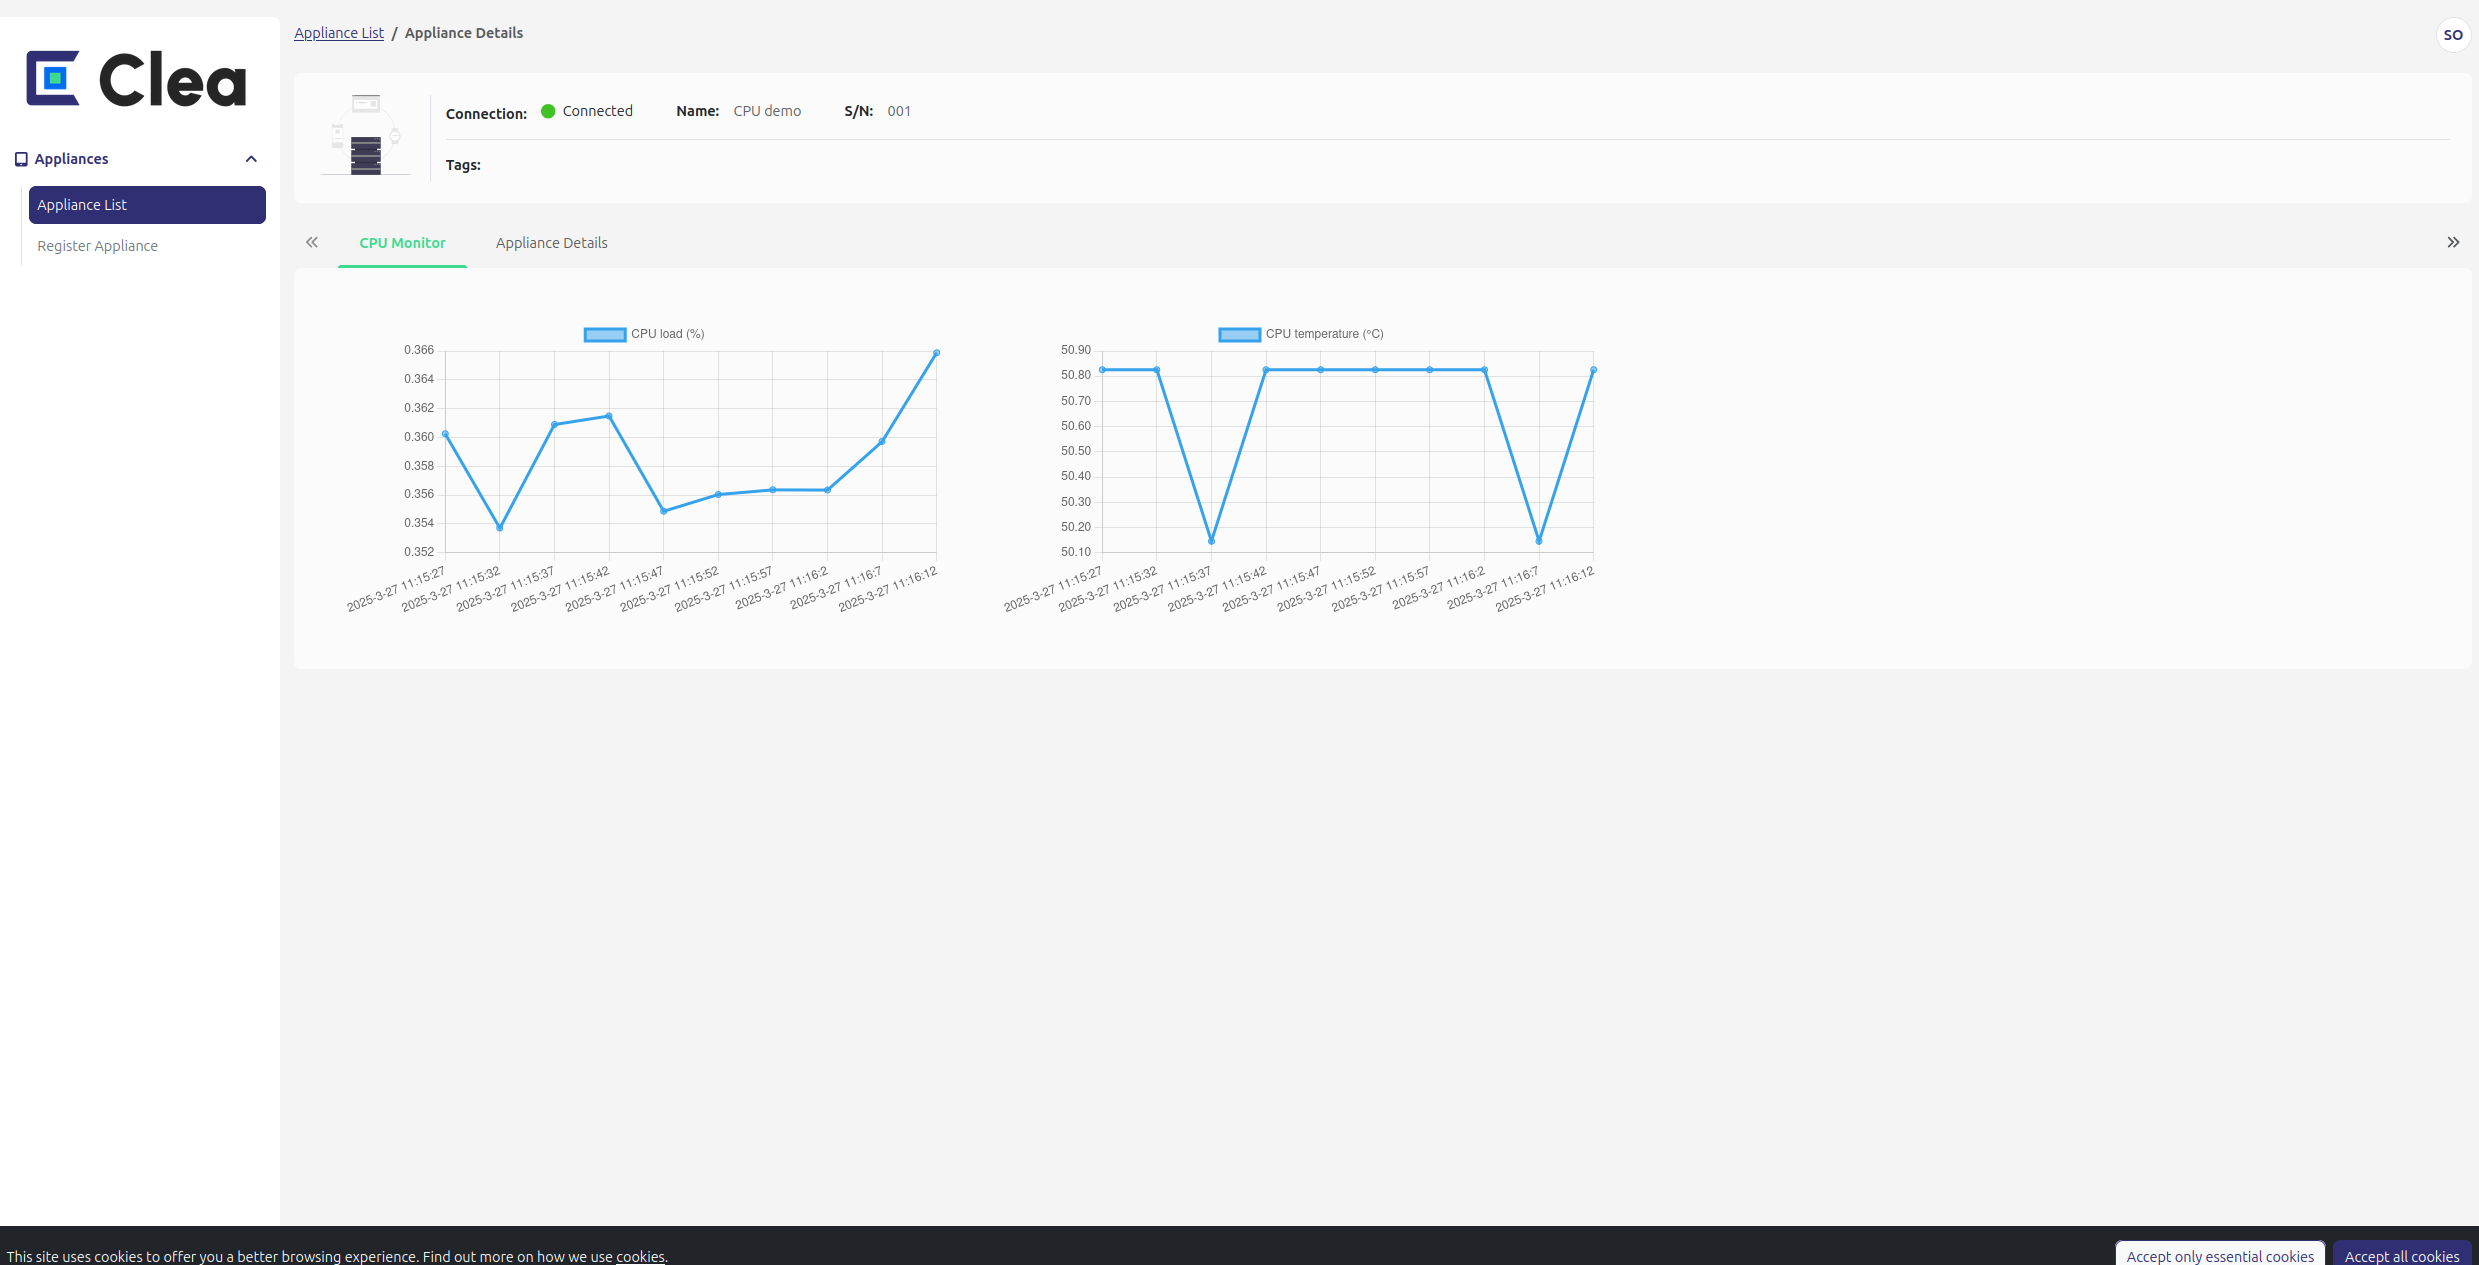 Clea
Appliances
Appliance List
Register Appliance
Appliance List / Appliance Details
SO
Connection: Connected Name: CPU demo S/N: 001
Tags:
CPU Monitor Appliance Details
CPU load (%)
0.366
0.364
0.362
0.360
0.358
0.356
0.354
0.352
2025-3-27 11:15:27
2025-3-27 11:15:32
2025-3-27 11:15:37
2025-3-27 11:15:42
2025-3-27 11:15:47
2025-3-27 11:15:52
2025-3-27 11:15:57
2025-3-27 11:16:2
2025-3-27 11:16:7
2025-3-27 11:16:12
CPU temperature (°C)
50.90
50.80
50.70
50.60
50.50
50.40
50.30
50.20
50.10
2025-3-27 11:15:27
2025-3-27 11:15:32
2025-3-27 11:15:37
2025-3-27 11:15:42
2025-3-27 11:15:47
2025-3-27 11:15:52
2025-3-27 11:15:57
2025-3-27 11:16:2
2025-3-27 11:16:7
2025-3-27 11:16:12
This site uses cookies to offer you a better browsing experience. Find out more on how we use cookies.
Accept only essential cookies
Accept all cookies